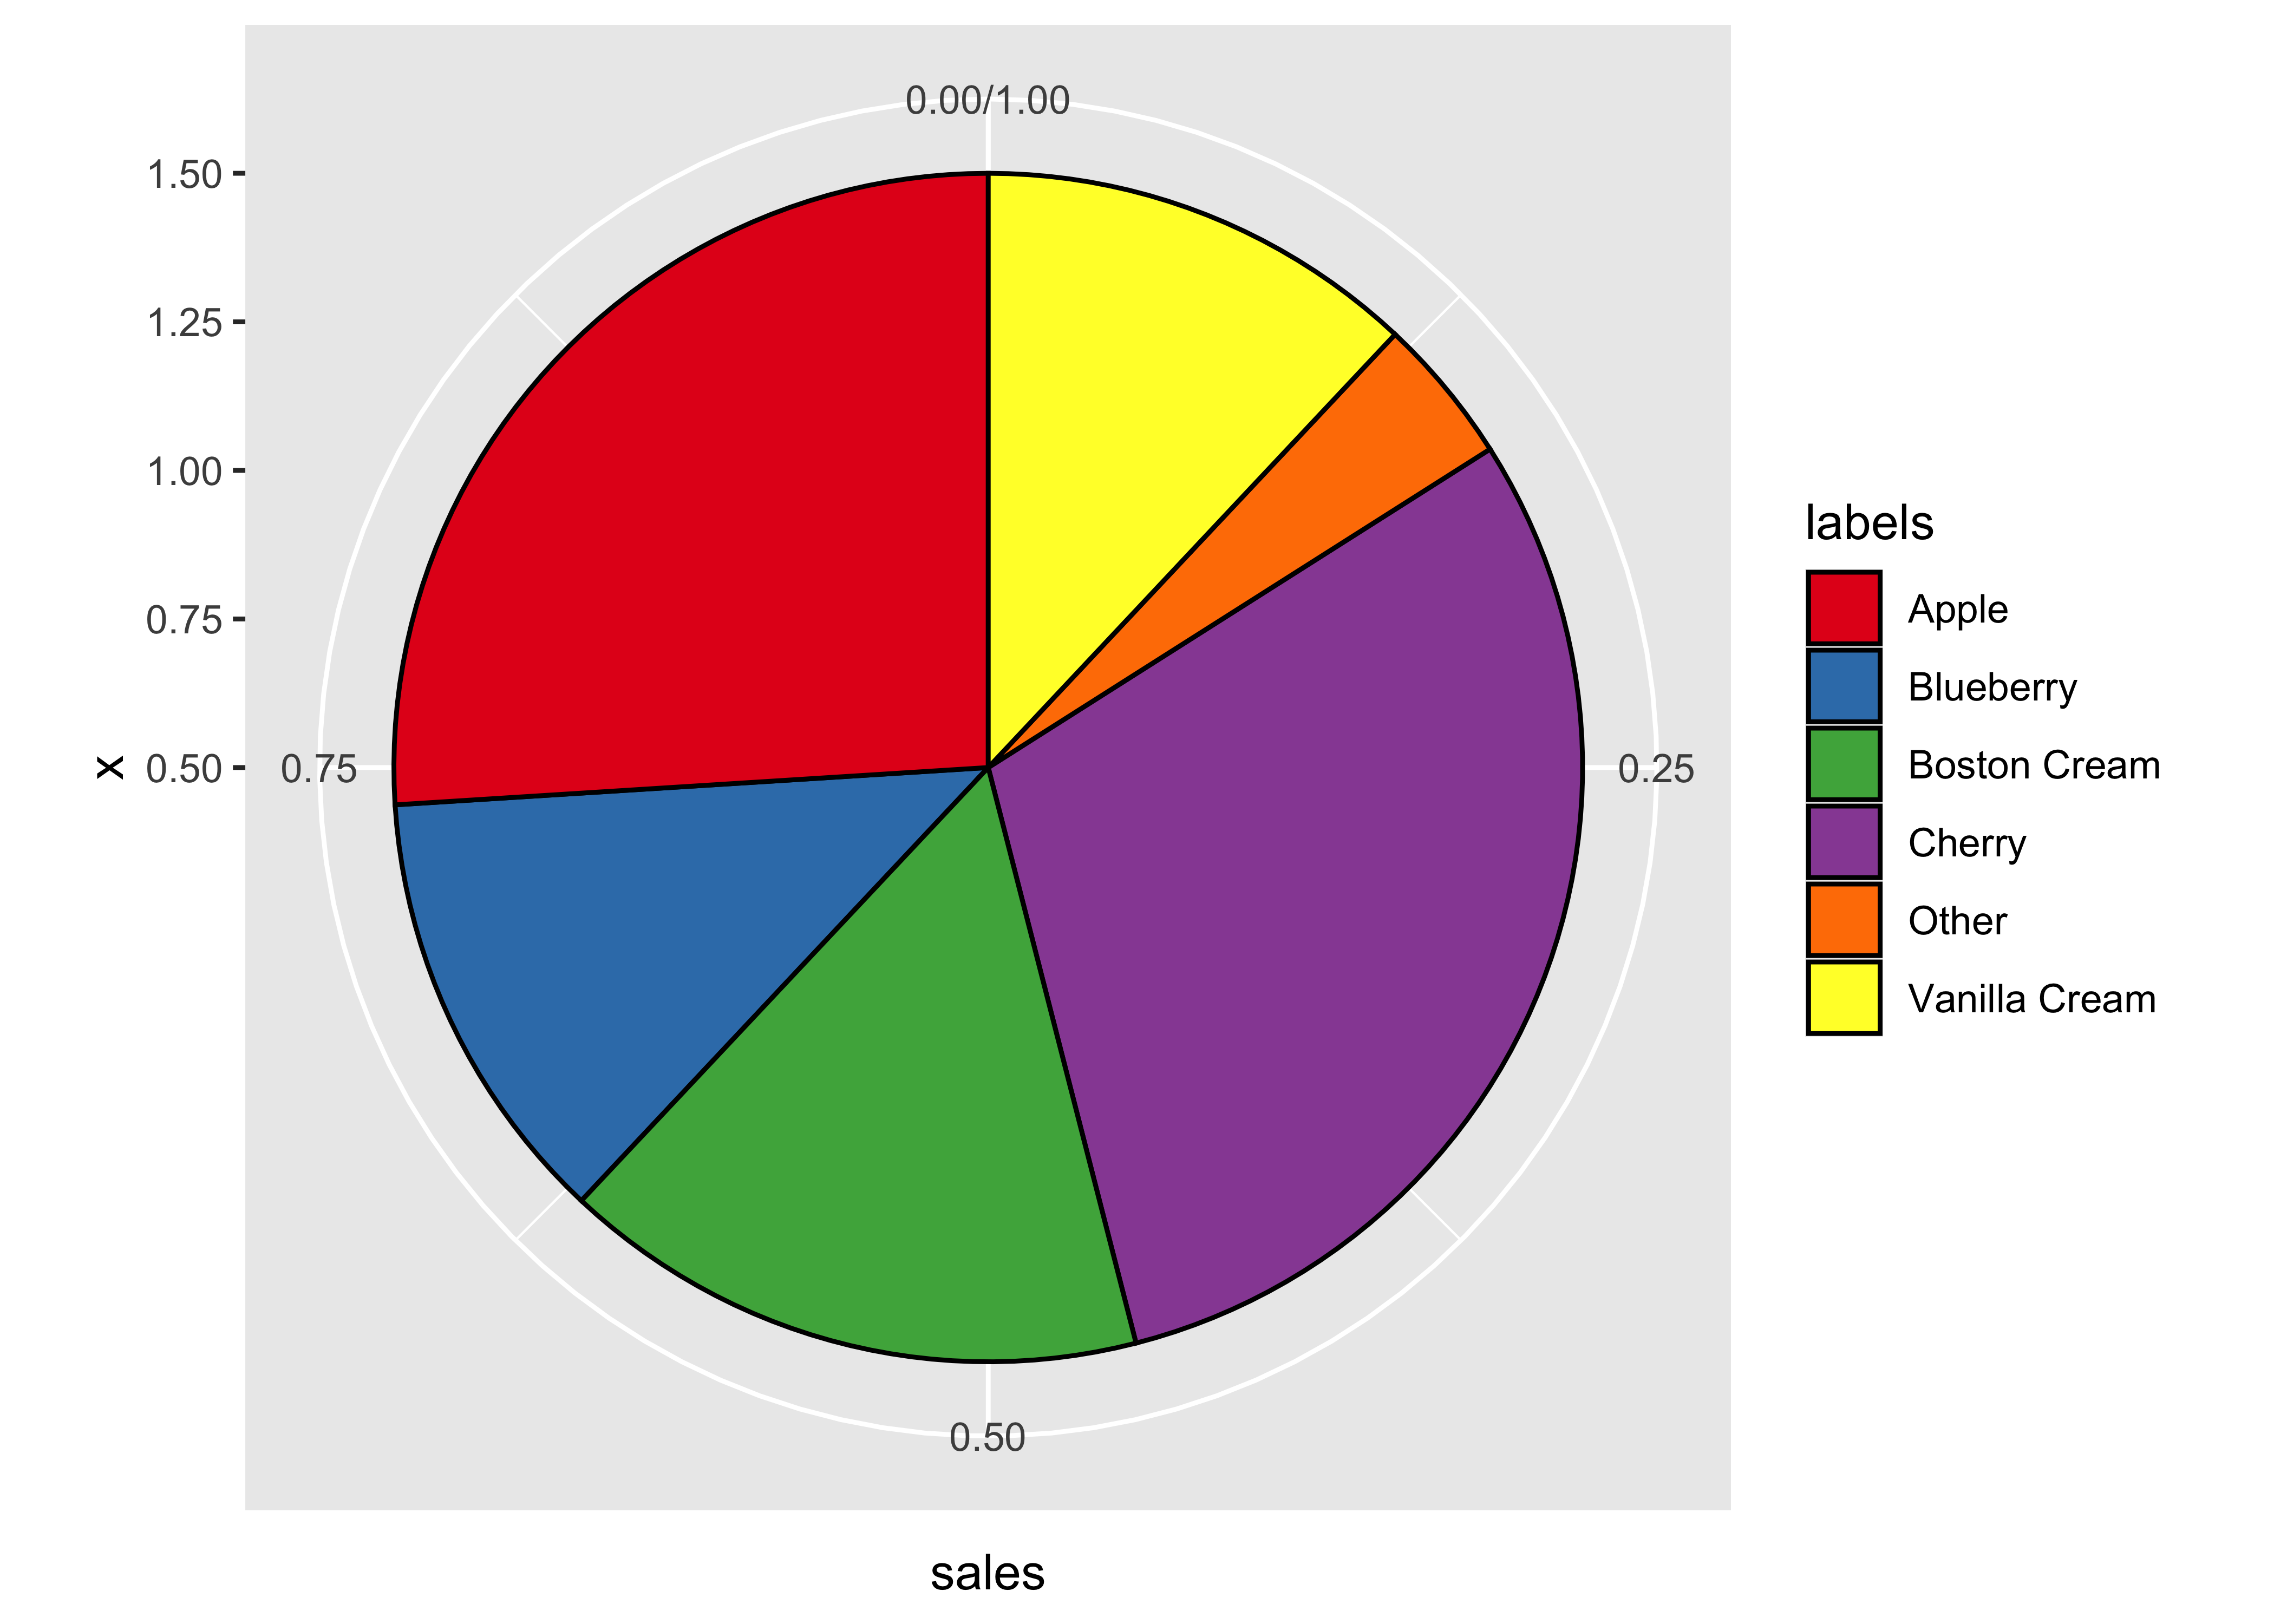 0.00/1.00
1.50
1.25
1.00
0.75
0.50
x
0.75
0.25
0.50
sales
labels
Apple
Blueberry
Boston Cream
Cherry
Other
Vanilla Cream